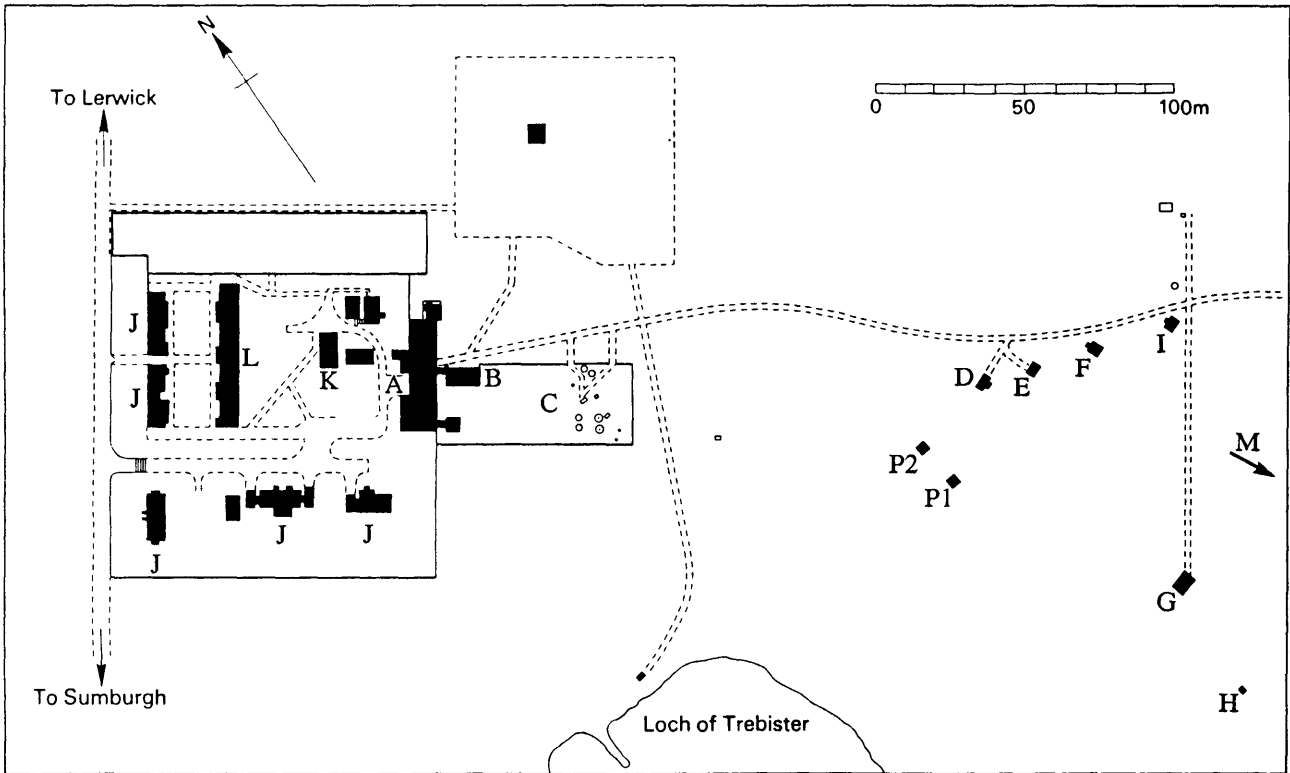 N
To Lerwick
0 50 100m
J
L
J
K
A
B
C
D
E
F
I
M
P2
P1
J
J
J
G
H
To Sumburgh
Loch of Trebister